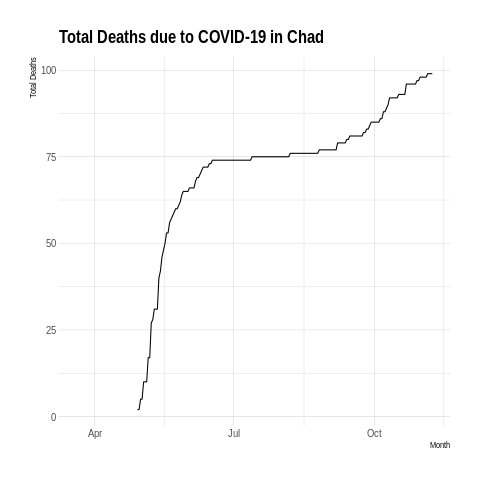 Total Deaths due to COVID-19 in Chad
Total Deaths
100
75
50
25
0
Apr
Jul
Oct
Month